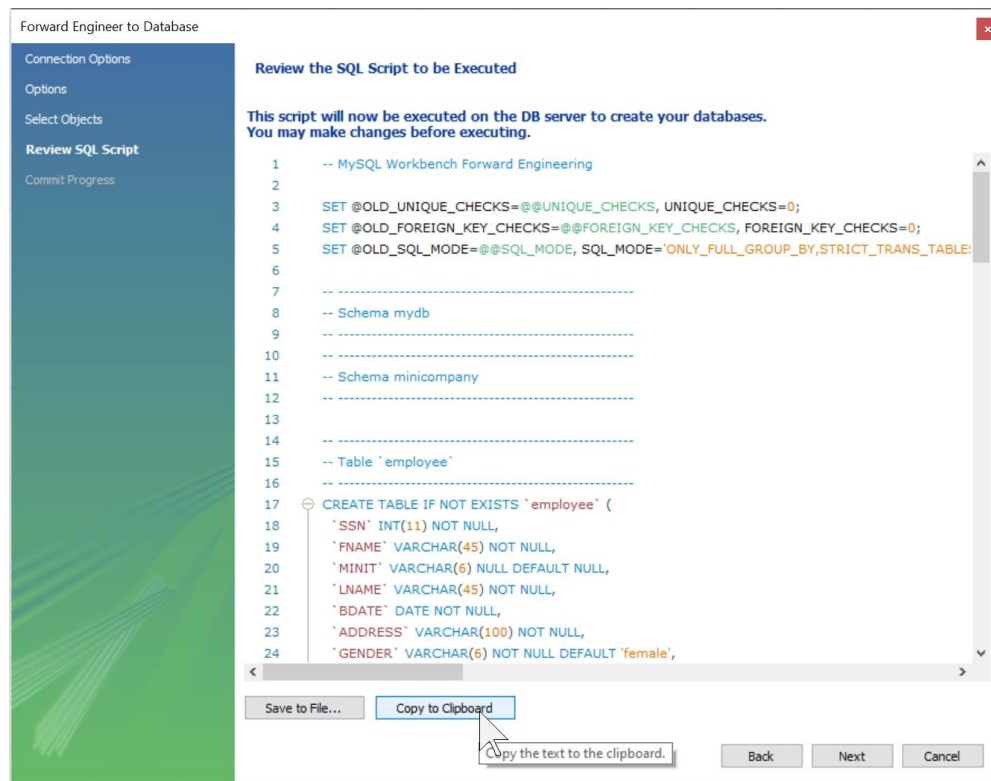 Forward Engineer to Database
Connection Options
Options
Select Objects
Review SQL Script
Commit Progress
Review the SQL Script to be Executed
This script will now be executed on the DB server to create your databases.
You may make changes before executing.
1 -- MySQL Workbench Forward Engineering
2
3 SET @OLD_UNIQUE_CHECKS=@@UNIQUE_CHECKS, UNIQUE_CHECKS=0;
4 SET @OLD_FOREIGN_KEY_CHECKS=@@FOREIGN_KEY_CHECKS, FOREIGN_KEY_CHECKS=0;
5 SET @OLD_SQL_MODE=@@SQL_MODE, SQL_MODE='ONLY_FULL_GROUP_BY,STRICT_TRANS_TABLES
6
7 -- -----------------------------------------------------
8 -- Schema mydb
9 -- -----------------------------------------------------
10 -- -----------------------------------------------------
11 -- Schema minicompany
12 -- -----------------------------------------------------
13
14 -- -----------------------------------------------------
15 -- Table `employee`
16 -- -----------------------------------------------------
17 CREATE TABLE IF NOT EXISTS `employee` (
18 `SSN` INT(11) NOT NULL,
19 `FNAME` VARCHAR(45) NOT NULL,
20 `MINIT` VARCHAR(6) NULL DEFAULT NULL,
21 `LNAME` VARCHAR(45) NOT NULL,
22 `BDATE` DATE NOT NULL,
23 `ADDRESS` VARCHAR(100) NOT NULL,
24 `GENDER` VARCHAR(6) NOT NULL DEFAULT 'female',
Save to File... Copy to Clipboard
Copy the text to the clipboard.
Back Next Cancel